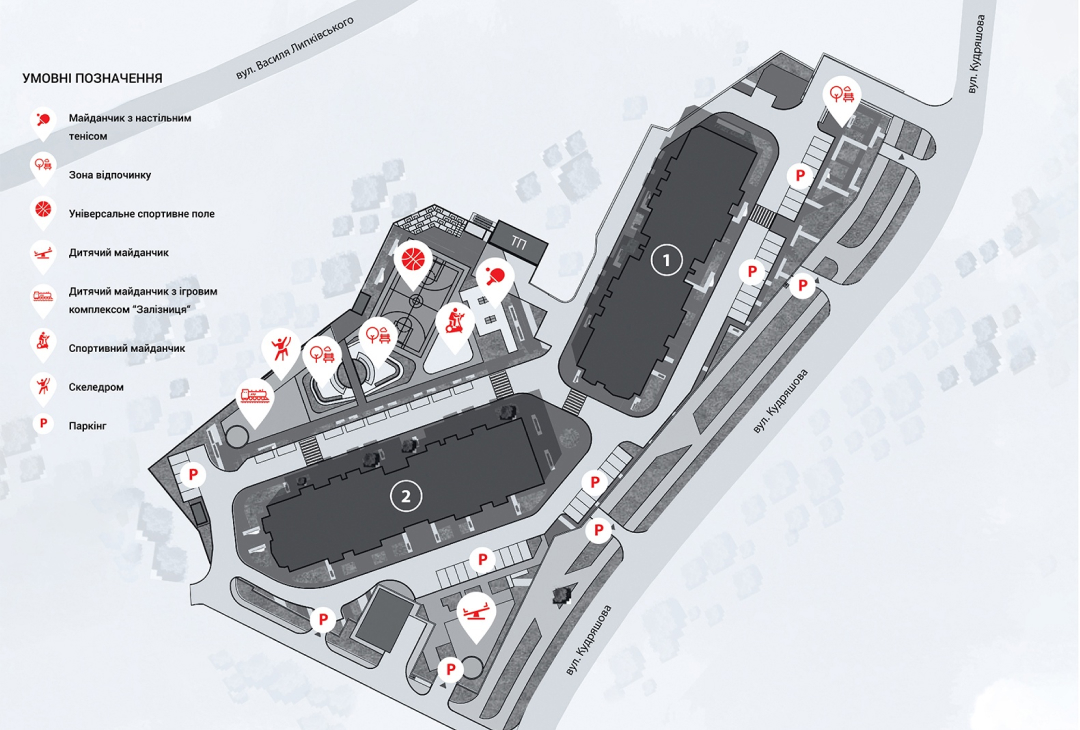 вул. Василя Липківського
вул. Кудряшова
УМОВНІ ПОЗНАЧЕННЯ
Майданчик з настільним
тенісом
Зона відпочинку
Універсальне спортивне поле
Дитячий майданчик
Дитячий майданчик з ігровим
комплексом "Залізниця"
Спортивний майданчик
Скеледром
P Паркінг
P
ТП
1
P
P
вул. Кудряшова
P
2
P
P
P
P
P
вул. Кудряшова